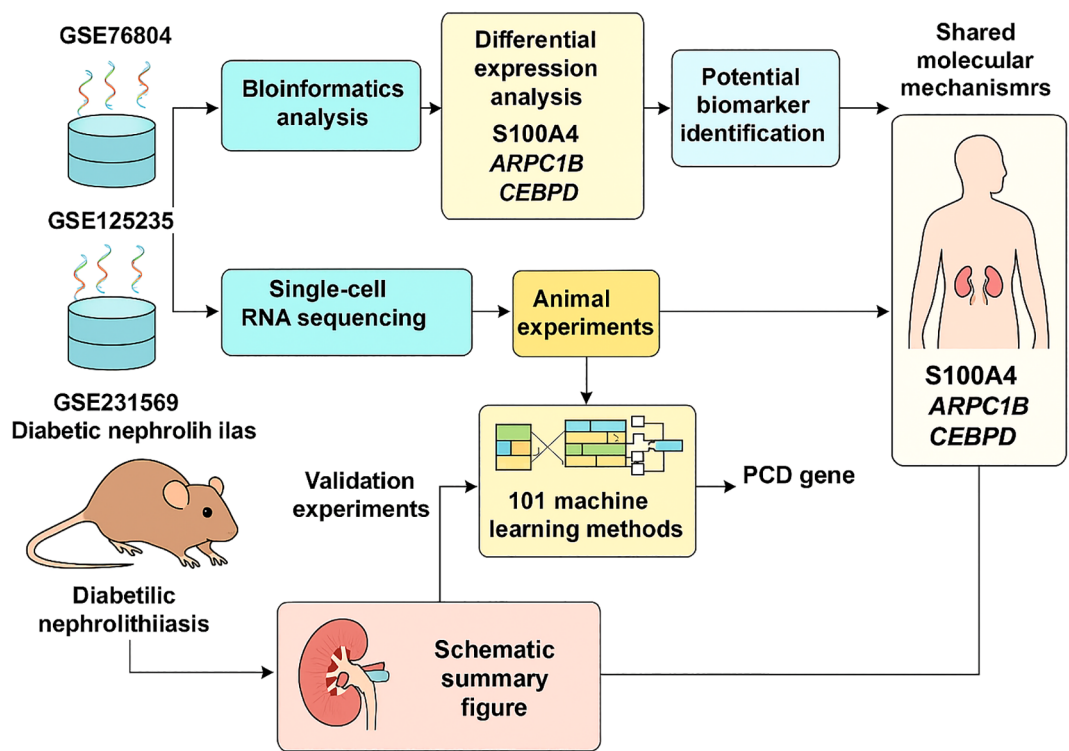 GSE76804
GSE125235
GSE231569
Diabetic nephrolih ilas
Diabetilic
nephrolithiiasis
Bloinformatics
analysis
Differential
expression
analysis
S100A4
ARPC1B
CEBPD
Potential
biomarker
identification
Shared
molecular
mechanismrs
Single-cell
RNA sequencing
Animal
experiments
S100A4
ARPC1B
CEBPD
Validation
experiments
101 machine
learning methods
PCD gene
Schematic
summary
figure